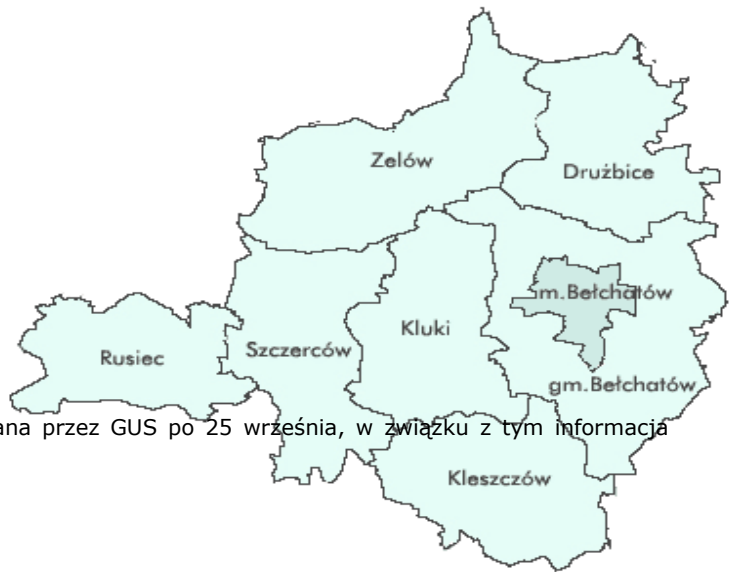 Zelów
Drużbice
m.Bełchatów
Kluki
Szczerców
Rusiec
gm.Bełchatów
ana przez GUS po 25 września, w związku z tym informacja
Kleszczów